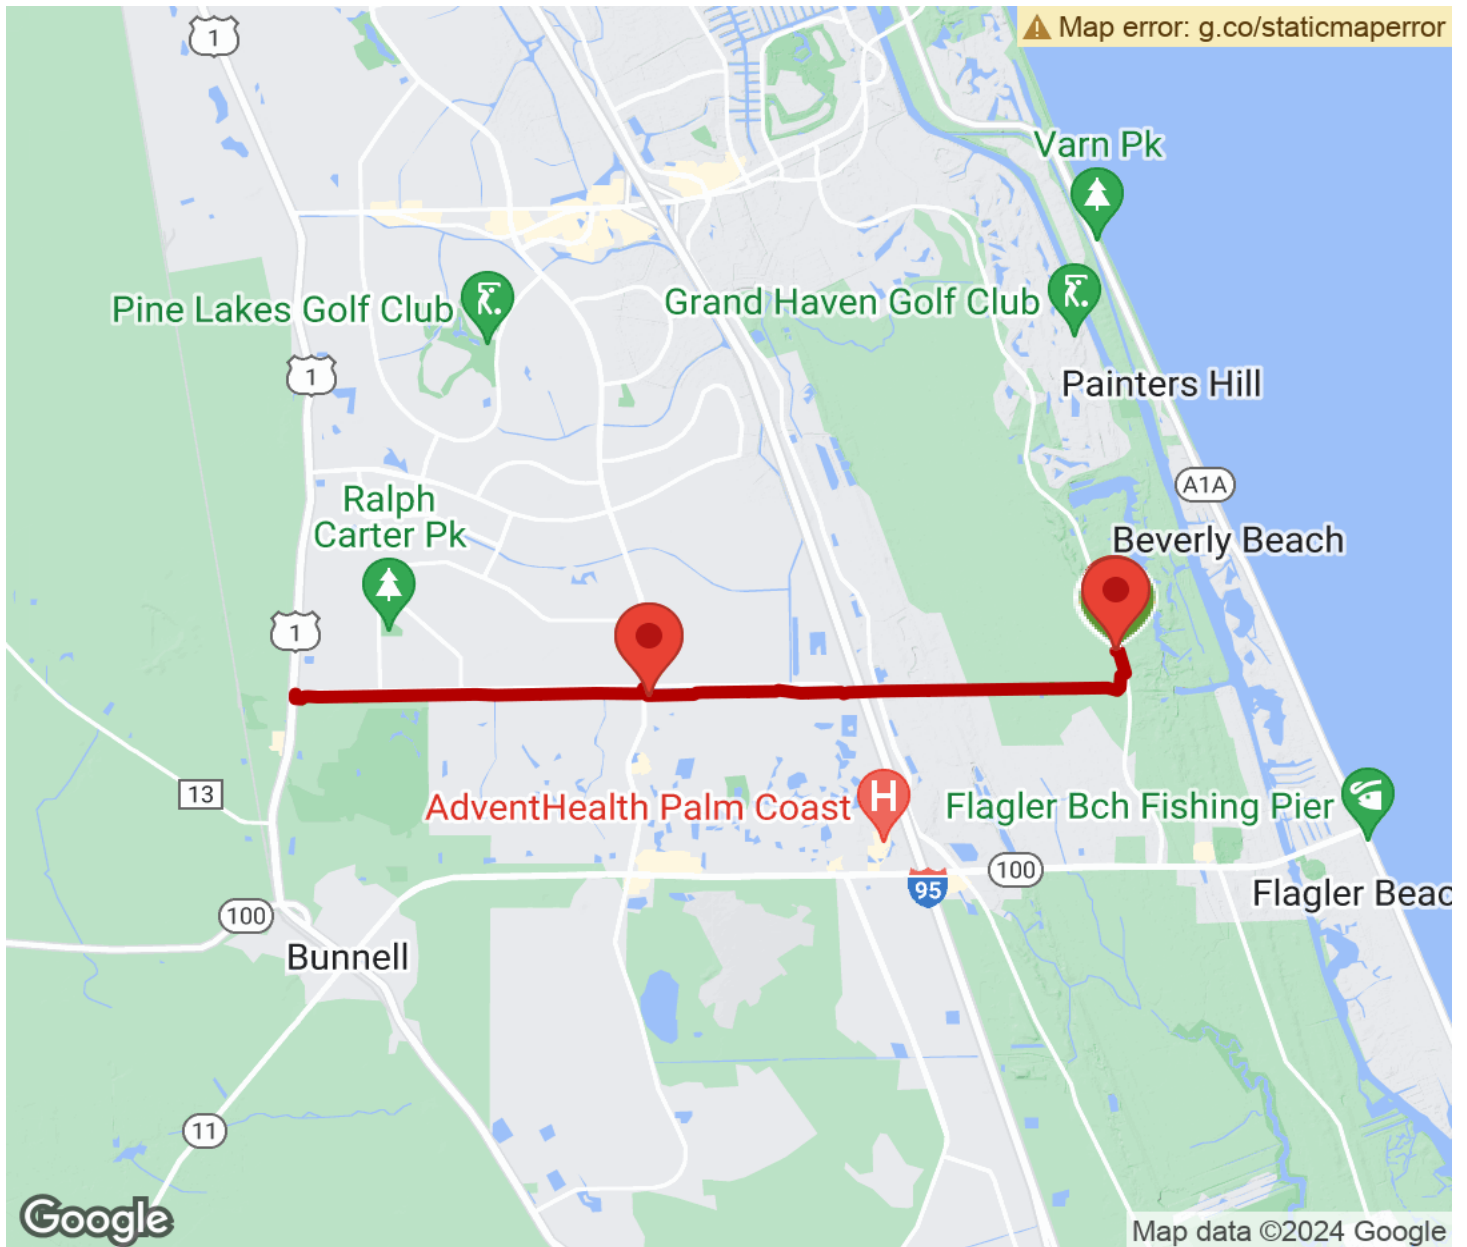 1
Map error: g.co/staticmaperror
Varn Pk
Pine Lakes Golf Club
Grand Haven Golf Club
1
Painters Hill
A1A
Ralph
Carter Pk
Beverly Beach
1
13
AdventHealth Palm Coast
H
Flagler Bch Fishing Pier
100
95
Flagler Beac
100
Bunnell
11
Google
Map data ©2024 Google